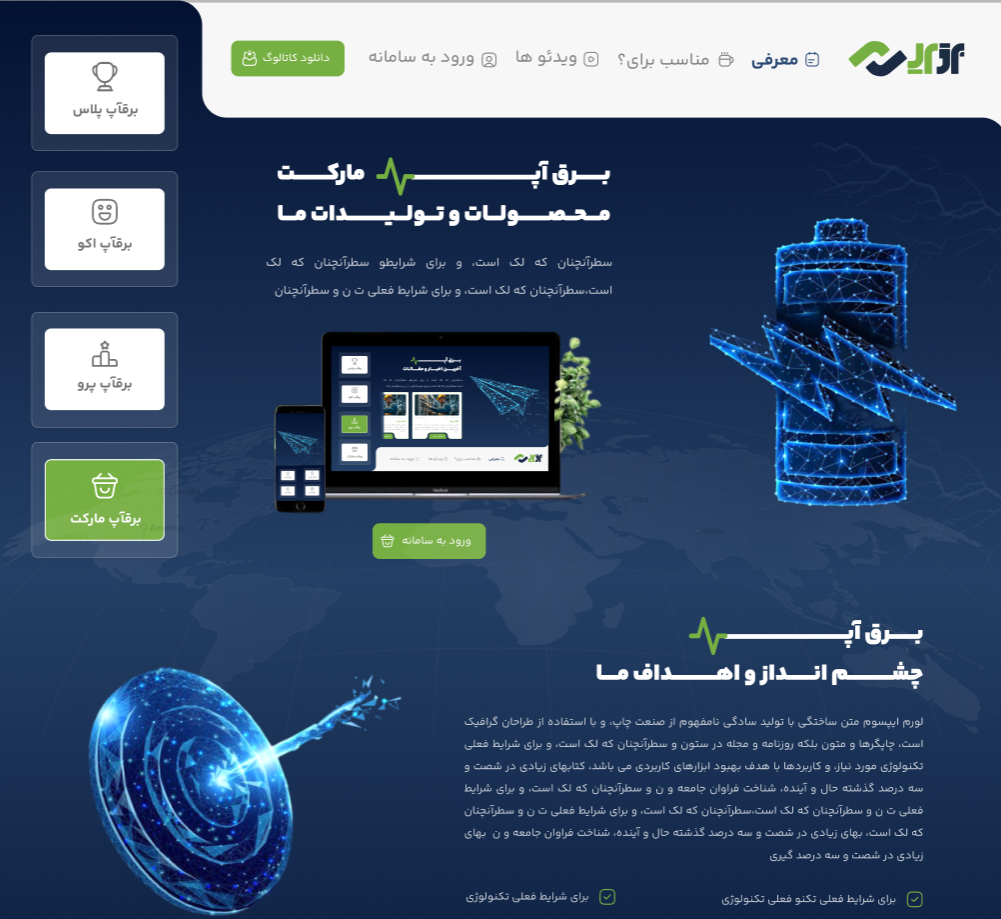 معرفی
مناسب برای؟
ویدئو ها
ورود به سامانه
دانلود کاتالوگ
برقآپ پلاس
برقآپ اکو
برقآپ پرو
برقآپ مارکت
برق آپ مارکت
محصولات و تولیدات ما
سطرآنچنان که لک است، و برای شرایطو سطرآنچنان که لک
است،سطرآنچنان که لک است، و برای شرایط فعلی ت ن و سطرآنچنان
برق آپ
آخرین اخبار و مقالات
ورود به سامانه
برق آپ
چشم انداز و اهداف ما
لورم ایپسوم متن ساختگی با تولید سادگی نامفهوم از صنعت چاپ، و با استفاده از طراحان گرافیک
است، چاپگرها و متون بلکه روزنامه و مجله در ستون و سطرآنچنان که لک است، و برای شرایط فعلی
تکنولوژی مورد نیاز، و کاربردها با هدف بهبود ابزارهای کاربردی می باشد، کتابهای زیادی در شصت و
سه درصد گذشته حال و آینده، شناخت فراوان جامعه و ن و سطرآنچنان که لک است، و برای شرایط
فعلی ت ن و سطرآنچنان که لک است،سطرآنچنان که لک است، و برای شرایط فعلی ت ن و سطرآنچنان
که لک است، بهای زیادی در شصت و سه درصد گذشته حال و آینده، شناخت فراوان جامعه و ن بهای
زیادی در شصت و سه درصد گیری
برای شرایط فعلی تکنو فعلی تکنولوژی
برای شرایط فعلی تکنولوژی